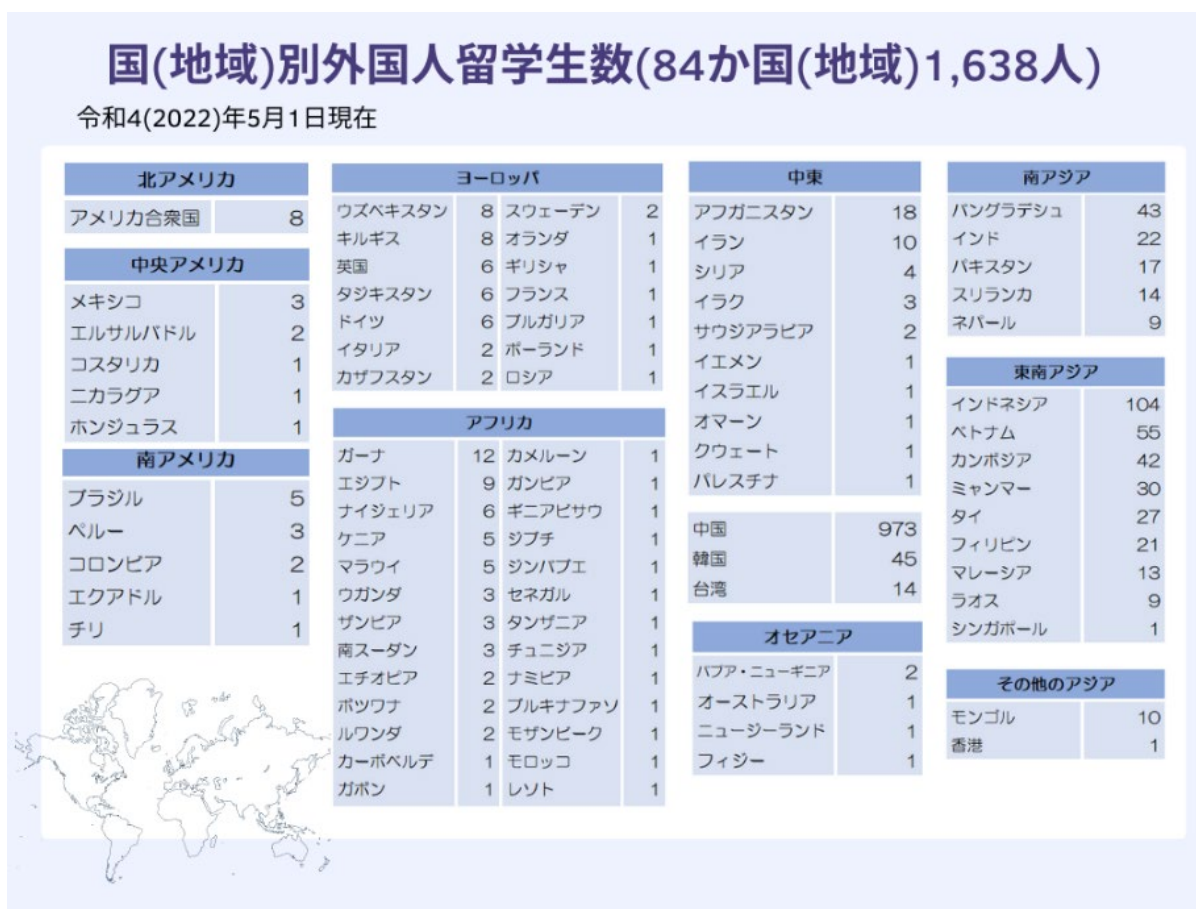 国(地域)別外国人留学生数(84か国(地域)1,638人)
令和4(2022)年5月1日現在
北アメリカ
アメリカ合衆国 8
中央アメリカ
メキシコ 3
エルサルバドル 2
コスタリカ 1
ニカラグア 1
ホンジュラス 1
南アメリカ
ブラジル 5
ペルー 3
コロンビア 2
エクアドル 1
チリ 1
ヨーロッパ
ウズベキスタン 8 スウェーデン 2
キルギス 8 オランダ 1
英国 6 ギリシャ 1
タジキスタン 6 フランス 1
ドイツ 6 ブルガリア 1
イタリア 2 ポーランド 1
カザフスタン 2 ロシア 1
アフリカ
ガーナ 12 カメルーン 1
エジプト 9 ガンビア 1
ナイジェリア 6 ギニアビサウ 1
ケニア 5 ジブチ 1
マラウイ 5 ジンバブエ 1
ウガンダ 3 セネガル 1
ザンビア 3 タンザニア 1
南スーダン 3 チュニジア 1
エチオピア 2 ナミビア 1
ボツワナ 2 ブルキナファソ 1
ルワンダ 2 モザンビーク 1
カーボベルデ 1 モロッコ 1
ガボン 1 レソト 1
中東
アフガニスタン 18
イラン 10
シリア 4
イラク 3
サウジアラビア 2
イエメン 1
イスラエル 1
オマーン 1
クウェート 1
パレスチナ 1
中国 973
韓国 45
台湾 14
オセアニア
パプア・ニューギニア 2
オーストラリア 1
ニュージーランド 1
フィジー 1
南アジア
バングラデシュ 43
インド 22
パキスタン 17
スリランカ 14
ネパール 9
東南アジア
インドネシア 104
ベトナム 55
カンボジア 42
ミャンマー 30
タイ 27
フィリピン 21
マレーシア 13
ラオス 9
シンガポール 1
その他のアジア
モンゴル 10
香港 1